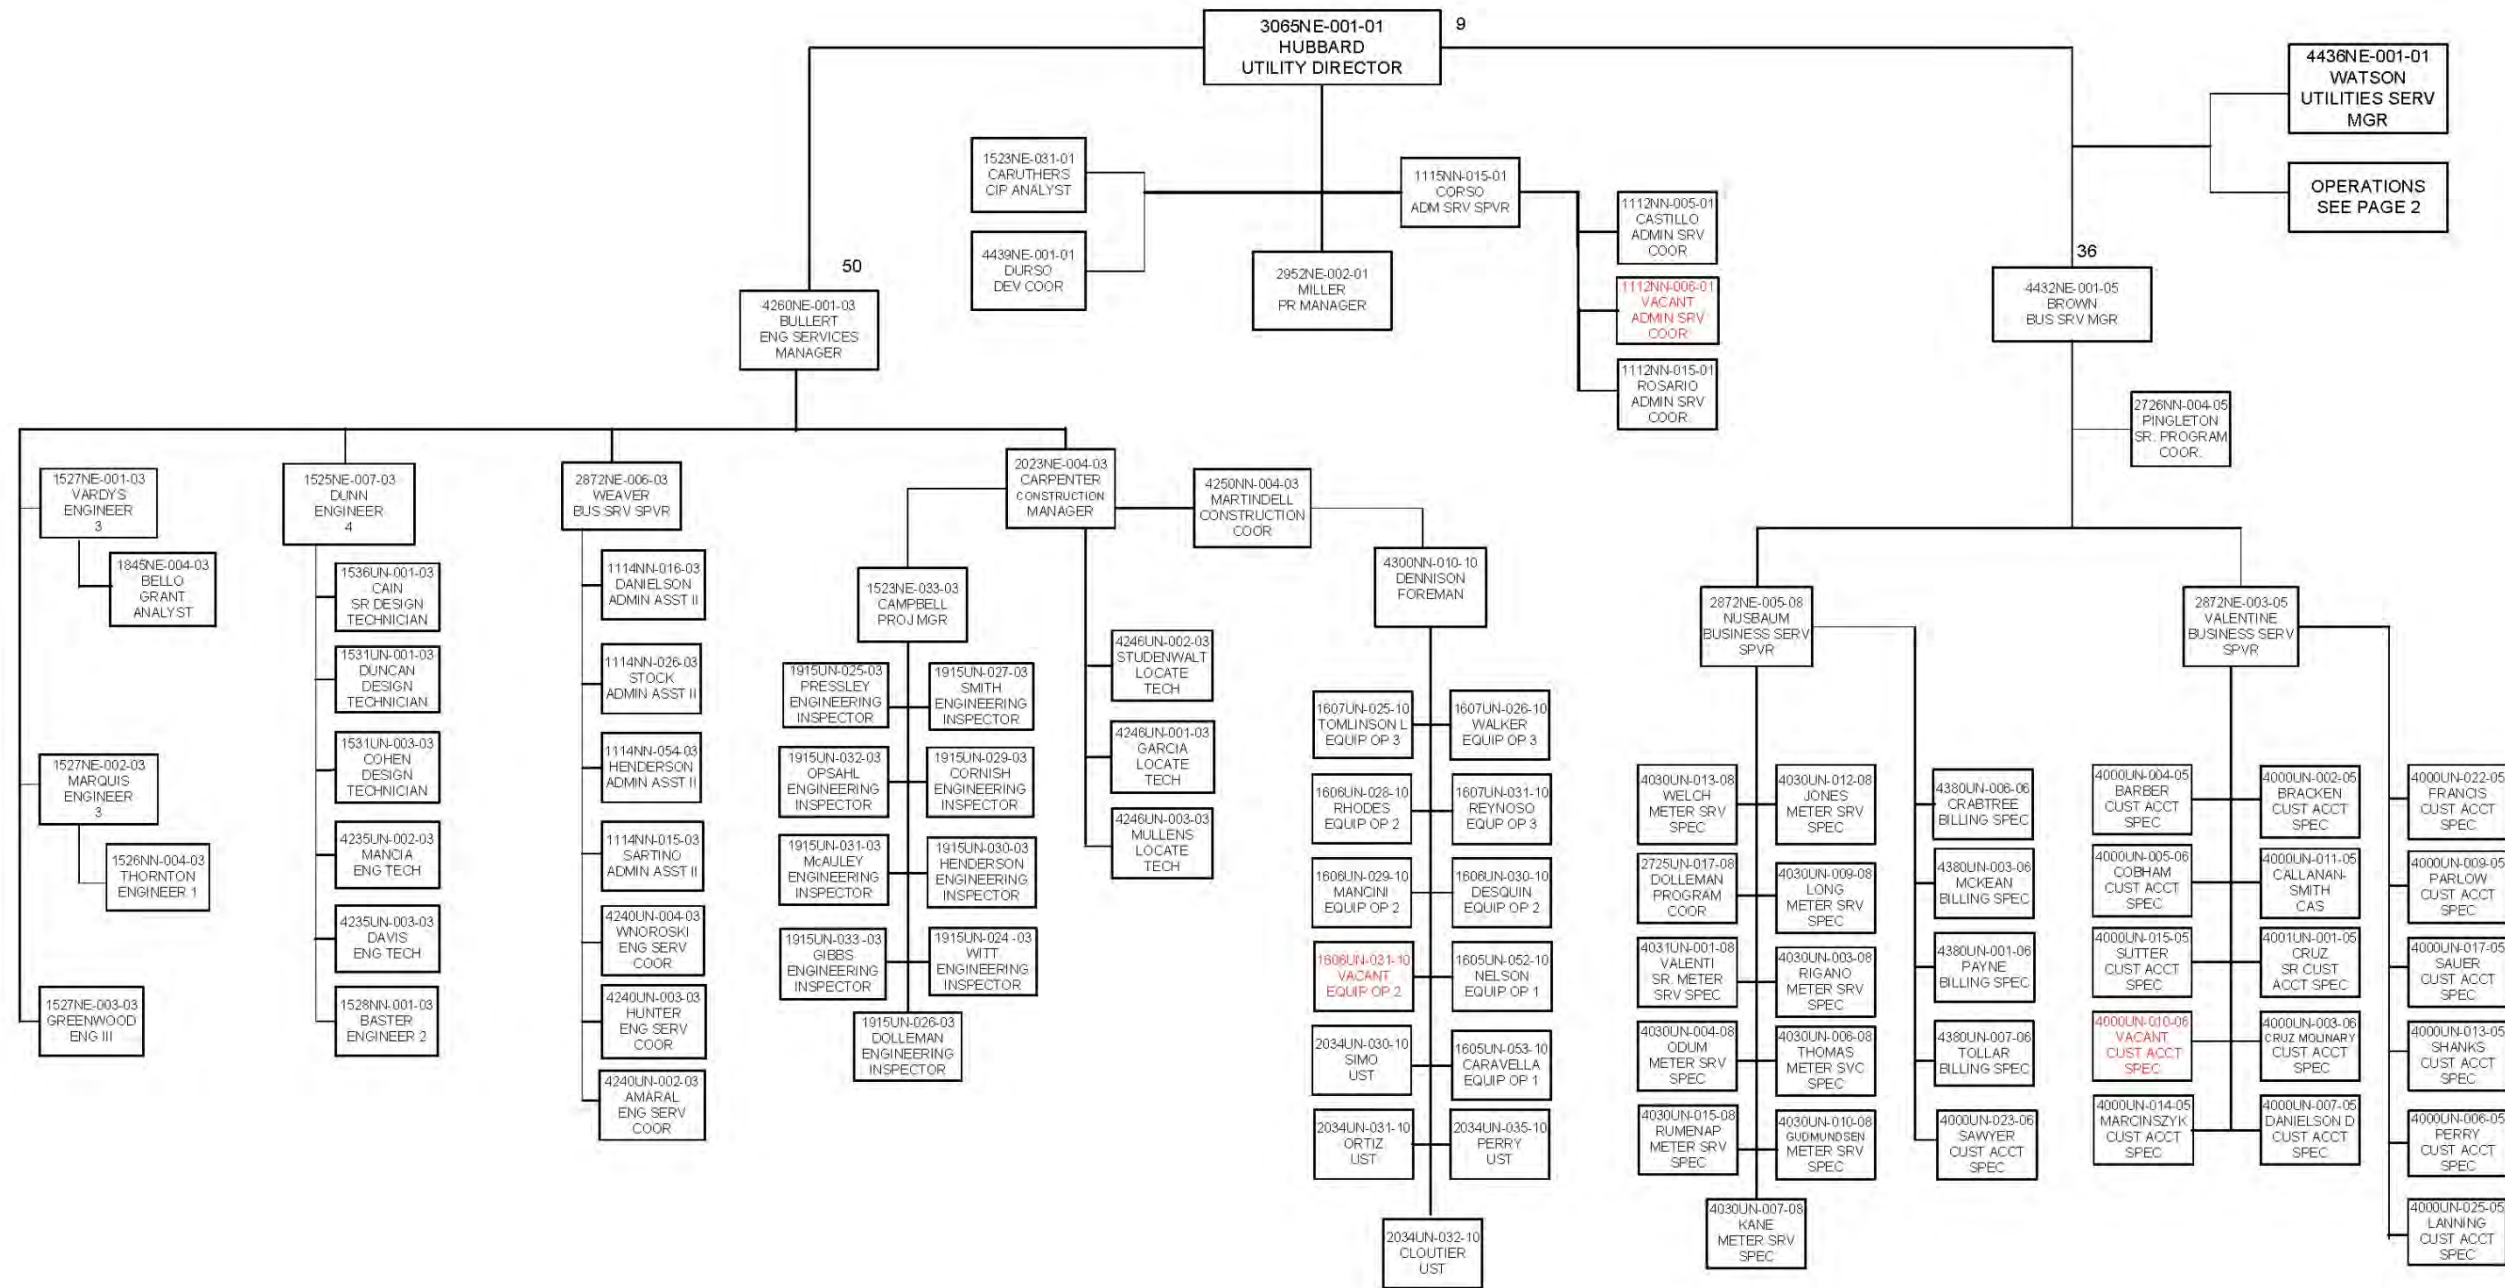 3065NE-001-01
HUBBARD
UTILITY DIRECTOR
9
4436NE-001-01
WATSON
UTILITIES SERV
MGR
OPERATIONS
SEE PAGE 2
1523NE-031-01
CARUTHERS
CIP ANALYST
4439NE-001-01
DURSO
DEV COOR
1115NN-015-01
CORSO
ADM SRV SPVR
2952NE-002-01
MILLER
PR MANAGER
1112NN-005-01
CASTILLO
ADMIN SRV
COOR
1112NN-006-01
VACANT
ADMIN SRV
COOR
1112NN-015-01
ROSARIO
ADMIN SRV
COOR
50
4260NE-001-03
BULLERT
ENG SERVICES
MANAGER
36
4432NE-001-05
BROWN
BUS SRV MGR
2726NN-004-05
PINGLETON
SR. PROGRAM
COOR.
1527NE-001-03
VARDYS
ENGINEER
3
1845NE-004-03
BELLO
GRANT
ANALYST
1527NE-002-03
MARQUIS
ENGINEER
3
1526NN-004-03
THORNTON
ENGINEER 1
1527NE-003-03
GREENWOOD
ENG III
1525NE-007-03
DUNN
ENGINEER
4
1536UN-001-03
CAIN
SR DESIGN
TECHNICIAN
1531UN-001-03
DUNCAN
DESIGN
TECHNICIAN
1531UN-003-03
COHEN
DESIGN
TECHNICIAN
4235UN-002-03
MANCIA
ENG TECH
4235UN-003-03
DAVIS
ENG TECH
1528NN-001-03
BASTER
ENGINEER 2
2872NE-006-03
WEAVER
BUS SRV SPVR
1114NN-016-03
DANIELSON
ADMIN ASST II
1114NN-026-03
STOCK
ADMIN ASST II
1114NN-054-03
HENDERSON
ADMIN ASST II
1114NN-015-03
SARTINO
ADMIN ASST II
4240UN-004-03
WNOROSKI
ENG SERV
COOR
4240UN-003-03
HUNTER
ENG SERV
COOR
4240UN-002-03
AMARAL
ENG SERV
COOR
2023NE-004-03
CARPENTER
CONSTRUCTION
MANAGER
4250NN-004-03
MARTINDELL
CONSTRUCTION
COOR
1523NE-033-03
CAMPBELL
PROJ MGR
1915UN-025-03
PRESSLEY
ENGINEERING
INSPECTOR
1915UN-027-03
SMITH
ENGINEERING
INSPECTOR
1915UN-032-03
OPSAHL
ENGINEERING
INSPECTOR
1915UN-029-03
CORNISH
ENGINEERING
INSPECTOR
1915UN-031-03
McAULEY
ENGINEERING
INSPECTOR
1915UN-030-03
HENDERSON
ENGINEERING
INSPECTOR
1915UN-033-03
GIBBS
ENGINEERING
INSPECTOR
1915UN-024-03
WITT
ENGINEERING
INSPECTOR
1915UN-026-03
DOLLEMAN
ENGINEERING
INSPECTOR
4246UN-002-03
STUDENWALT
LOCATE
TECH
4246UN-001-03
GARCIA
LOCATE
TECH
4246UN-003-03
MULLENS
LOCATE
TECH
4300NN-010-10
DENNISON
FOREMAN
1607UN-025-10
TOMLINSON L
EQUIP OP 3
1607UN-026-10
WALKER
EQUIP OP 3
1606UN-028-10
RHODES
EQUIP OP 2
1607UN-031-10
REYNOSO
EQUP OP 3
1606UN-029-10
MANCINI
EQUIP OP 2
1606UN-030-10
DESQUIN
EQUIP OP 2
1606UN-031-10
VACANT
EQUIP OP 2
1605UN-052-10
NELSON
EQUIP OP 1
2034UN-030-10
SIMO
UST
1605UN-053-10
CARAVELLA
EQUIP OP 1
2034UN-031-10
ORTIZ
UST
2034UN-035-10
PERRY
UST
2034UN-032-10
CLOUTIER
UST
2872NE-005-08
NUSBAUM
BUSINESS SERV
SPVR
4030UN-013-08
WELCH
METER SRV
SPEC
4030UN-012-08
JONES
METER SRV
SPEC
2725UN-017-08
DOLLEMAN
PROGRAM
COOR
4030UN-009-08
LONG
METER SRV
SPEC
4031UN-001-08
VALENTI
SR. METER
SRV SPEC
4030UN-003-08
RIGANO
METER SRV
SPEC
4030UN-004-08
ODUM
METER SRV
SPEC
4030UN-006-08
THOMAS
METER SVC
SPEC
4030UN-015-08
RUMENAP
METER SRV
SPEC
4030UN-010-08
GUDMUNDSEN
METER SRV
SPEC
4030UN-007-08
KANE
METER SRV
SPEC
4380UN-006-06
CRABTREE
BILLING SPEC
4380UN-003-06
MCKEAN
BILLING SPEC
4380UN-001-06
PAYNE
BILLING SPEC
4380UN-007-06
TOLLAR
BILLING SPEC
4000UN-023-06
SAWYER
CUST ACCT
SPEC
2872NE-003-05
VALENTINE
BUSINESS SERV
SPVR
4000UN-004-05
BARBER
CUST ACCT
SPEC
4000UN-002-05
BRACKEN
CUST ACCT
SPEC
4000UN-005-06
COBHAM
CUST ACCT
SPEC
4000UN-011-05
CALLANAN-
SMITH
CAS
4000UN-015-05
SUTTER
CUST ACCT
SPEC
4001UN-001-05
CRUZ
SR CUST
ACCT SPEC
4000UN-010-06
VACANT
CUST ACCT
SPEC
4000UN-003-06
CRUZ MOLINARY
CUST ACCT
SPEC
4000UN-014-05
MARCINSZYK
CUST ACCT
SPEC
4000UN-007-05
DANIELSON D
CUST ACCT
SPEC
4000UN-022-05
FRANCIS
CUST ACCT
SPEC
4000UN-009-05
PARLOW
CUST ACCT
SPEC
4000UN-017-05
SAUER
CUST ACCT
SPEC
4000UN-013-05
SHANKS
CUST ACCT
SPEC
4000UN-006-05
PERRY
CUST ACCT
SPEC
4000UN-025-05
LANNING
CUST ACCT
SPEC